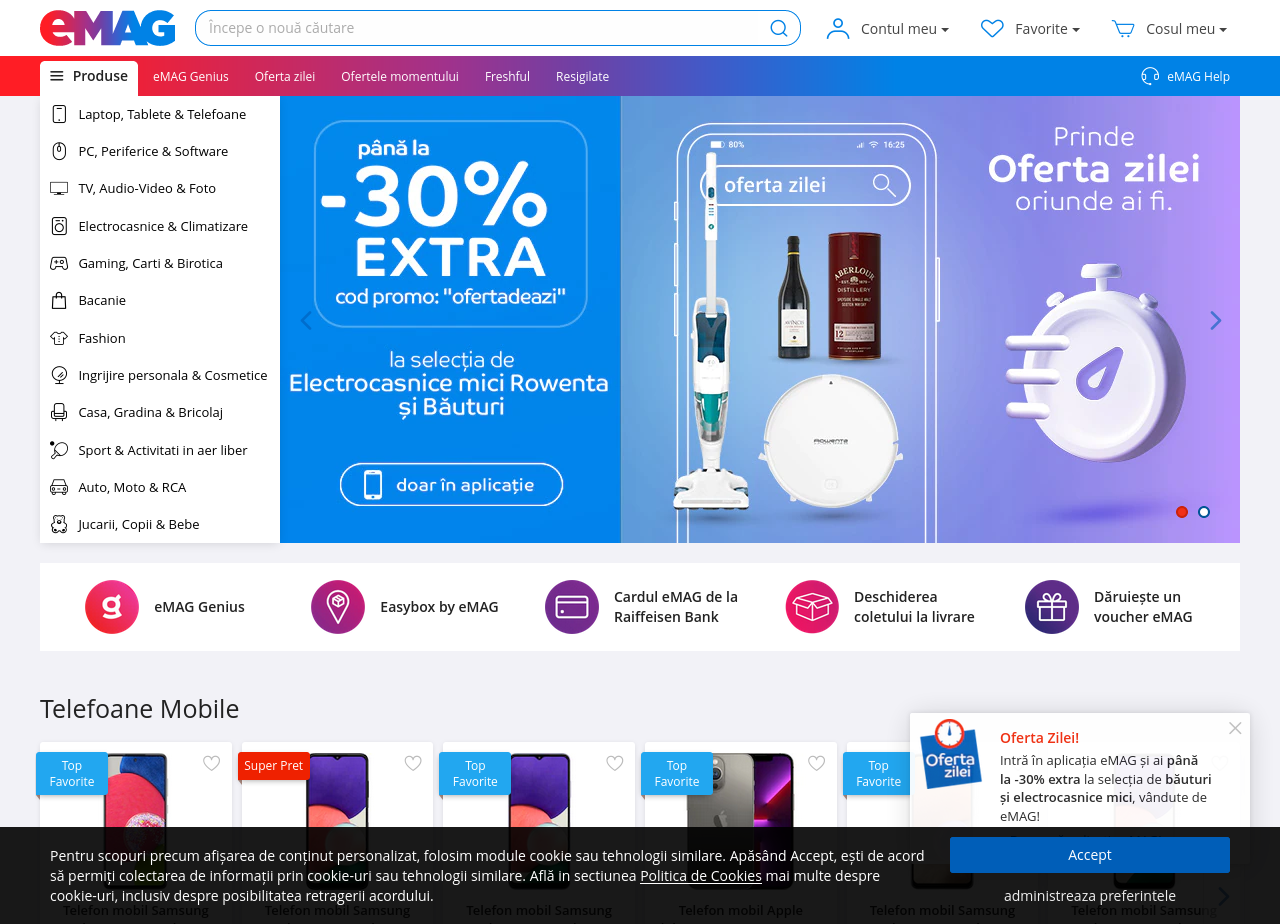 eMAG
Începe o nouă căutare
Contul meu
Favorite
Cosul meu
Produse
eMAG Genius
Oferta zilei
Ofertele momentului
Freshful
Resigilate
eMAG Help
Laptop, Tablete & Telefoane
PC, Periferice & Software
TV, Audio-Video & Foto
Electrocasnice & Climatizare
Gaming, Carti & Birotica
Bacanie
Fashion
Ingrijire personala & Cosmetice
Casa, Gradina & Bricolaj
Sport & Activitati in aer liber
Auto, Moto & RCA
Jucarii, Copii & Bebe
până la
-30%
EXTRA
cod promo: "ofertadeazi"
la selecția de
Electrocasnice mici Rowenta
și Băuturi
doar în aplicație
80%
16:25
oferta zilei
ABERLOUR
DISTILLERY
12
Rowenta
Prinde
Oferta zilei
oriunde ai fi.
eMAG Genius
Easybox by eMAG
Cardul eMAG de la
Raiffeisen Bank
Deschiderea
coletului la livrare
Dăruiește un
voucher eMAG
Telefoane Mobile
Top
Favorite
Super Pret
Top
Favorite
Top
Favorite
Top
Favorite
Oferta
zilei
Oferta Zilei!
Intră în aplicația eMAG și ai până
la -30% extra la selecția de băuturi
și electrocasnice mici, vândute de
eMAG!
Pentru scopuri precum afișarea de conținut personalizat, folosim module cookie sau tehnologii similare. Apăsând Accept, ești de acord
să permiți colectarea de informații prin cookie-uri sau tehnologii similare. Află in sectiunea Politica de Cookies mai multe despre
cookie-uri, inclusiv despre posibilitatea retragerii acordului.
Accept
administreaza preferintele
Telefon mobil Samsung
Telefon mobil Samsung
Telefon mobil Samsung
Telefon mobil Apple
Telefon mobil Samsung
Telefon mobil Samsung